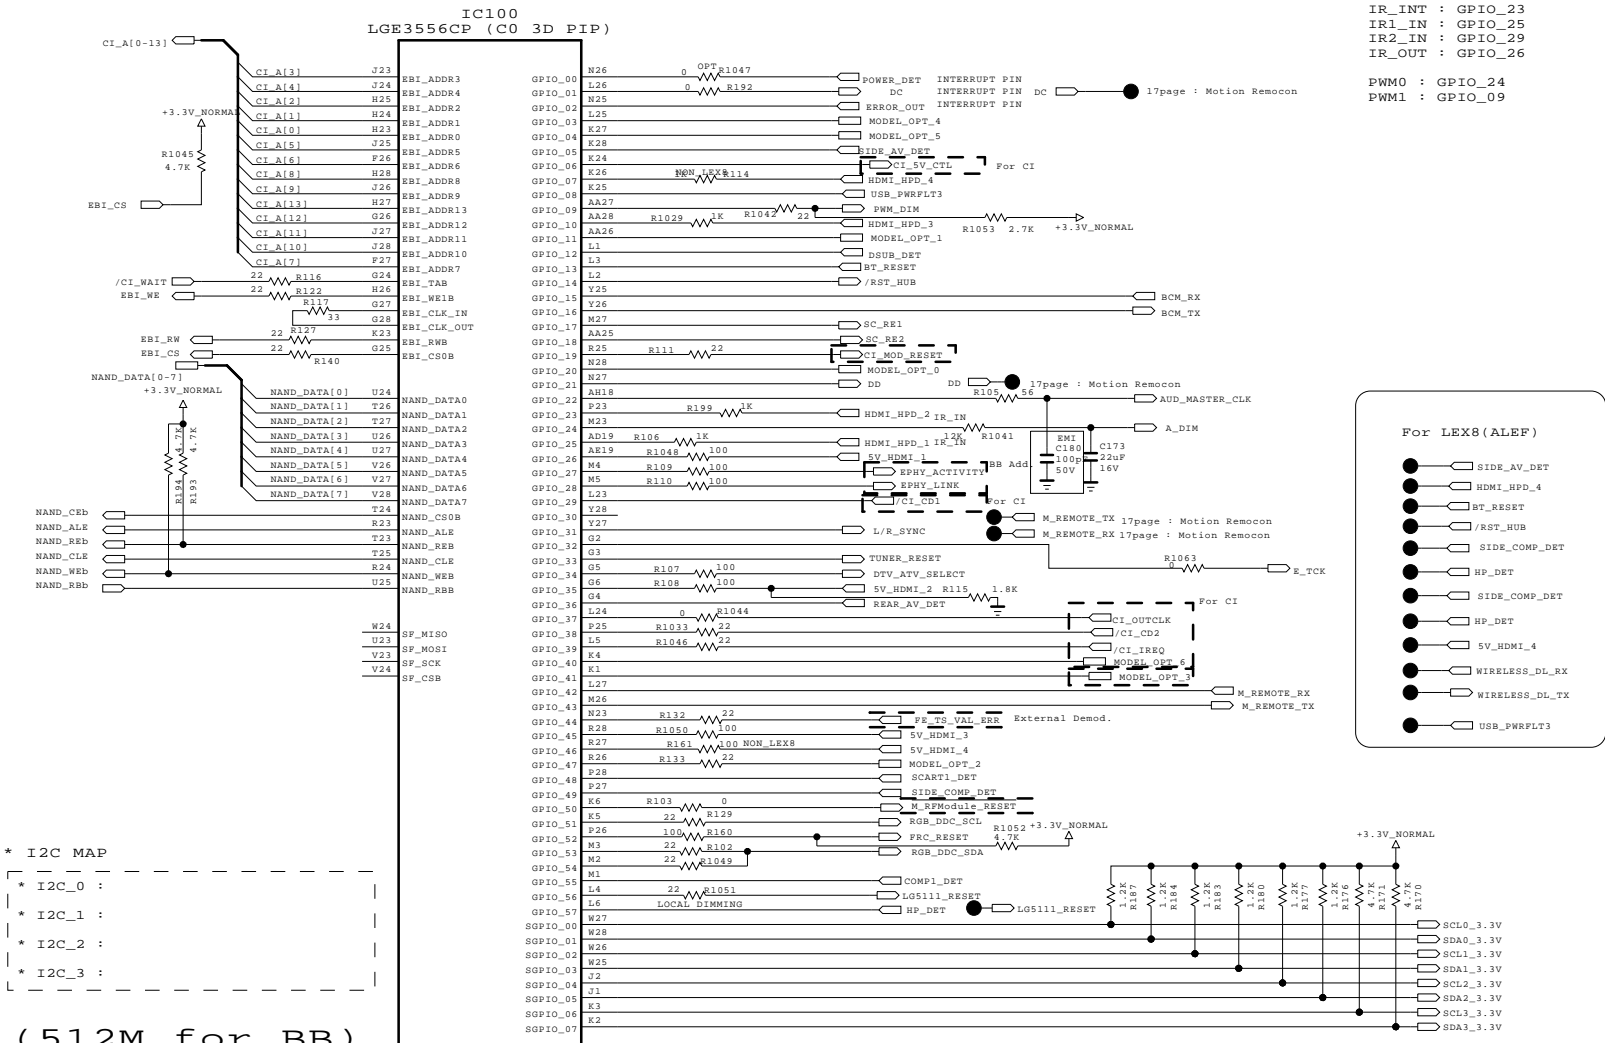 IC100
LGE3556CP (C0 3D PIP)
IR_INT : GPIO_23
IR1_IN : GPIO_25
IR2_IN : GPIO_29
IR_OUT : GPIO_26
PWM0 : GPIO_24
PWM1 : GPIO_09
CI_A[0-13]
CI_A[3] J23 EBI_ADDR3
CI_A[4] J24 EBI_ADDR4
CI_A[2] H25 EBI_ADDR2
CI_A[1] H24 EBI_ADDR1
CI_A[0] H23 EBI_ADDR0
CI_A[5] J25 EBI_ADDR5
CI_A[6] F26 EBI_ADDR6
CI_A[8] H28 EBI_ADDR8
CI_A[9] J26 EBI_ADDR9
CI_A[13] H27 EBI_ADDR13
CI_A[12] G26 EBI_ADDR12
CI_A[11] J27 EBI_ADDR11
CI_A[10] J28 EBI_ADDR10
CI_A[7] F27 EBI_ADDR7
+3.3V_NORMAL
R1045
4.7K
EBI_CS
/CI_WAIT 22 R116 G24 EBI_TAB
EBI_WE 22 R122 H26 EBI_WE1B
R117 33 G27 EBI_CLK_IN
G28 EBI_CLK_OUT
EBI_RW 22 R127 K23 EBI_RWB
EBI_CS 22 R140 G25 EBI_CS0B
NAND_DATA[0-7]
+3.3V_NORMAL
NAND_DATA[0] U24 NAND_DATA0
NAND_DATA[1] T26 NAND_DATA1
NAND_DATA[2] T27 NAND_DATA2
NAND_DATA[3] U26 NAND_DATA3
NAND_DATA[4] U27 NAND_DATA4
NAND_DATA[5] V26 NAND_DATA5
NAND_DATA[6] V27 NAND_DATA6
NAND_DATA[7] V28 NAND_DATA7
R194 4.7K
R193 4.7K
NAND_CEb T24 NAND_CS0B
NAND_ALE R23 NAND_ALE
NAND_REb T23 NAND_REB
NAND_CLE T25 NAND_CLE
NAND_WEb R24 NAND_WEB
NAND_RBb U25 NAND_RBB
W24 SF_MISO
U23 SF_MOSI
V23 SF_SCK
V24 SF_CSB
GPIO_00 N26 0 OPT R1047 POWER_DET INTERRUPT PIN
GPIO_01 L26 0 R192 DC INTERRUPT PIN DC 17page : Motion Remocon
GPIO_02 N25 ERROR_OUT INTERRUPT PIN
GPIO_03 L25 MODEL_OPT_4
GPIO_04 K27 MODEL_OPT_5
GPIO_05 K28 SIDE_AV_DET
GPIO_06 K24 CI_5V_CTL For CI
GPIO_07 K26 1K NON_LEX8 R114 HDMI_HPD_4
GPIO_08 K25 USB_PWRFLT3
GPIO_09 AA27 R1042 22 PWM_DIM R1053 2.7K +3.3V_NORMAL
GPIO_10 AA28 R1029 1K HDMI_HPD_3
GPIO_11 AA26 MODEL_OPT_1
GPIO_12 L1 DSUB_DET
GPIO_13 L3 BT_RESET
GPIO_14 L2 /RST_HUB
GPIO_15 Y25 BCM_RX
GPIO_16 Y26 BCM_TX
GPIO_17 M27 SC_RE1
GPIO_18 AA25 SC_RE2
GPIO_19 R25 R111 22 CI_MOD_RESET
GPIO_20 N28 MODEL_OPT_0
GPIO_21 N27 DD DD 17page : Motion Remocon
GPIO_22 AH18 R105 56 AUD_MASTER_CLK
GPIO_23 P23 R199 1K HDMI_HPD_2 IR_IN
GPIO_24 M23 12K R1041 A_DIM
GPIO_25 AD19 R106 1K HDMI_HPD_1 IR_IN
GPIO_26 AE19 R1048 100 5V_HDMI_1
EMI
C180
100p
50V
C173
22uF
16V
BB Add.
GPIO_27 M4 R109 100 EPHY_ACTIVITY
GPIO_28 M5 R110 100 EPHY_LINK
GPIO_29 L23 /CI_CD1 For CI
GPIO_30 Y28 M_REMOTE_TX 17page : Motion Remocon
GPIO_31 Y27 L/R_SYNC M_REMOTE_RX 17page : Motion Remocon
GPIO_32 G2 R1063 0 E_TCK
GPIO_33 G3 TUNER_RESET
GPIO_34 G5 R107 100 DTV_ATV_SELECT
GPIO_35 G6 R108 100 5V_HDMI_2 R115 1.8K
GPIO_36 G4 REAR_AV_DET
For CI
GPIO_37 L24 0 R1044 CI_OUTCLK
GPIO_38 P25 R1033 22 /CI_CD2
GPIO_39 L5 R1046 22 /CI_IREQ
GPIO_40 K4 MODEL_OPT_6
GPIO_41 K1 MODEL_OPT_3
GPIO_42 L27 M_REMOTE_RX
GPIO_43 M26 M_REMOTE_TX
GPIO_44 N23 R132 22 FE_TS_VAL_ERR External Demod.
GPIO_45 R28 R1050 100 5V_HDMI_3
GPIO_46 R27 R161 100 NON_LEX8 5V_HDMI_4
GPIO_47 R26 R133 22 MODEL_OPT_2
GPIO_48 P28 SCART1_DET
GPIO_49 P27 SIDE_COMP_DET
GPIO_50 K6 R103 0 M_RFModule_RESET
GPIO_51 K5 22 R129 RGB_DDC_SCL
GPIO_52 P26 100 R160 FRC_RESET R1052 4.7K +3.3V_NORMAL
GPIO_53 M3 22 R102 RGB_DDC_SDA
GPIO_54 M2 22 R1049
GPIO_55 M1 COMP1_DET
GPIO_56 L4 22 R1051 LG5111_RESET
LOCAL DIMMING
GPIO_57 L6 HP_DET LG5111_RESET
SGPIO_00 W27 SCL0_3.3V
SGPIO_01 W28 SDA0_3.3V
SGPIO_02 W26 SCL1_3.3V
SGPIO_03 W25 SDA1_3.3V
SGPIO_04 J2 SCL2_3.3V
SGPIO_05 J1 SDA2_3.3V
SGPIO_06 K3 SCL3_3.3V
SGPIO_07 K2 SDA3_3.3V
+3.3V_NORMAL
1.2K R187
1.2K R184
1.2K R183
1.2K R180
1.2K R177
1.2K R176
4.7K R171
4.7K R170
For LEX8(ALEF)
SIDE_AV_DET
HDMI_HPD_4
BT_RESET
/RST_HUB
SIDE_COMP_DET
HP_DET
SIDE_COMP_DET
HP_DET
5V_HDMI_4
WIRELESS_DL_RX
WIRELESS_DL_TX
USB_PWRFLT3
* I2C MAP
* I2C_0 :
* I2C_1 :
* I2C_2 :
* I2C_3 :
(512M for BB)